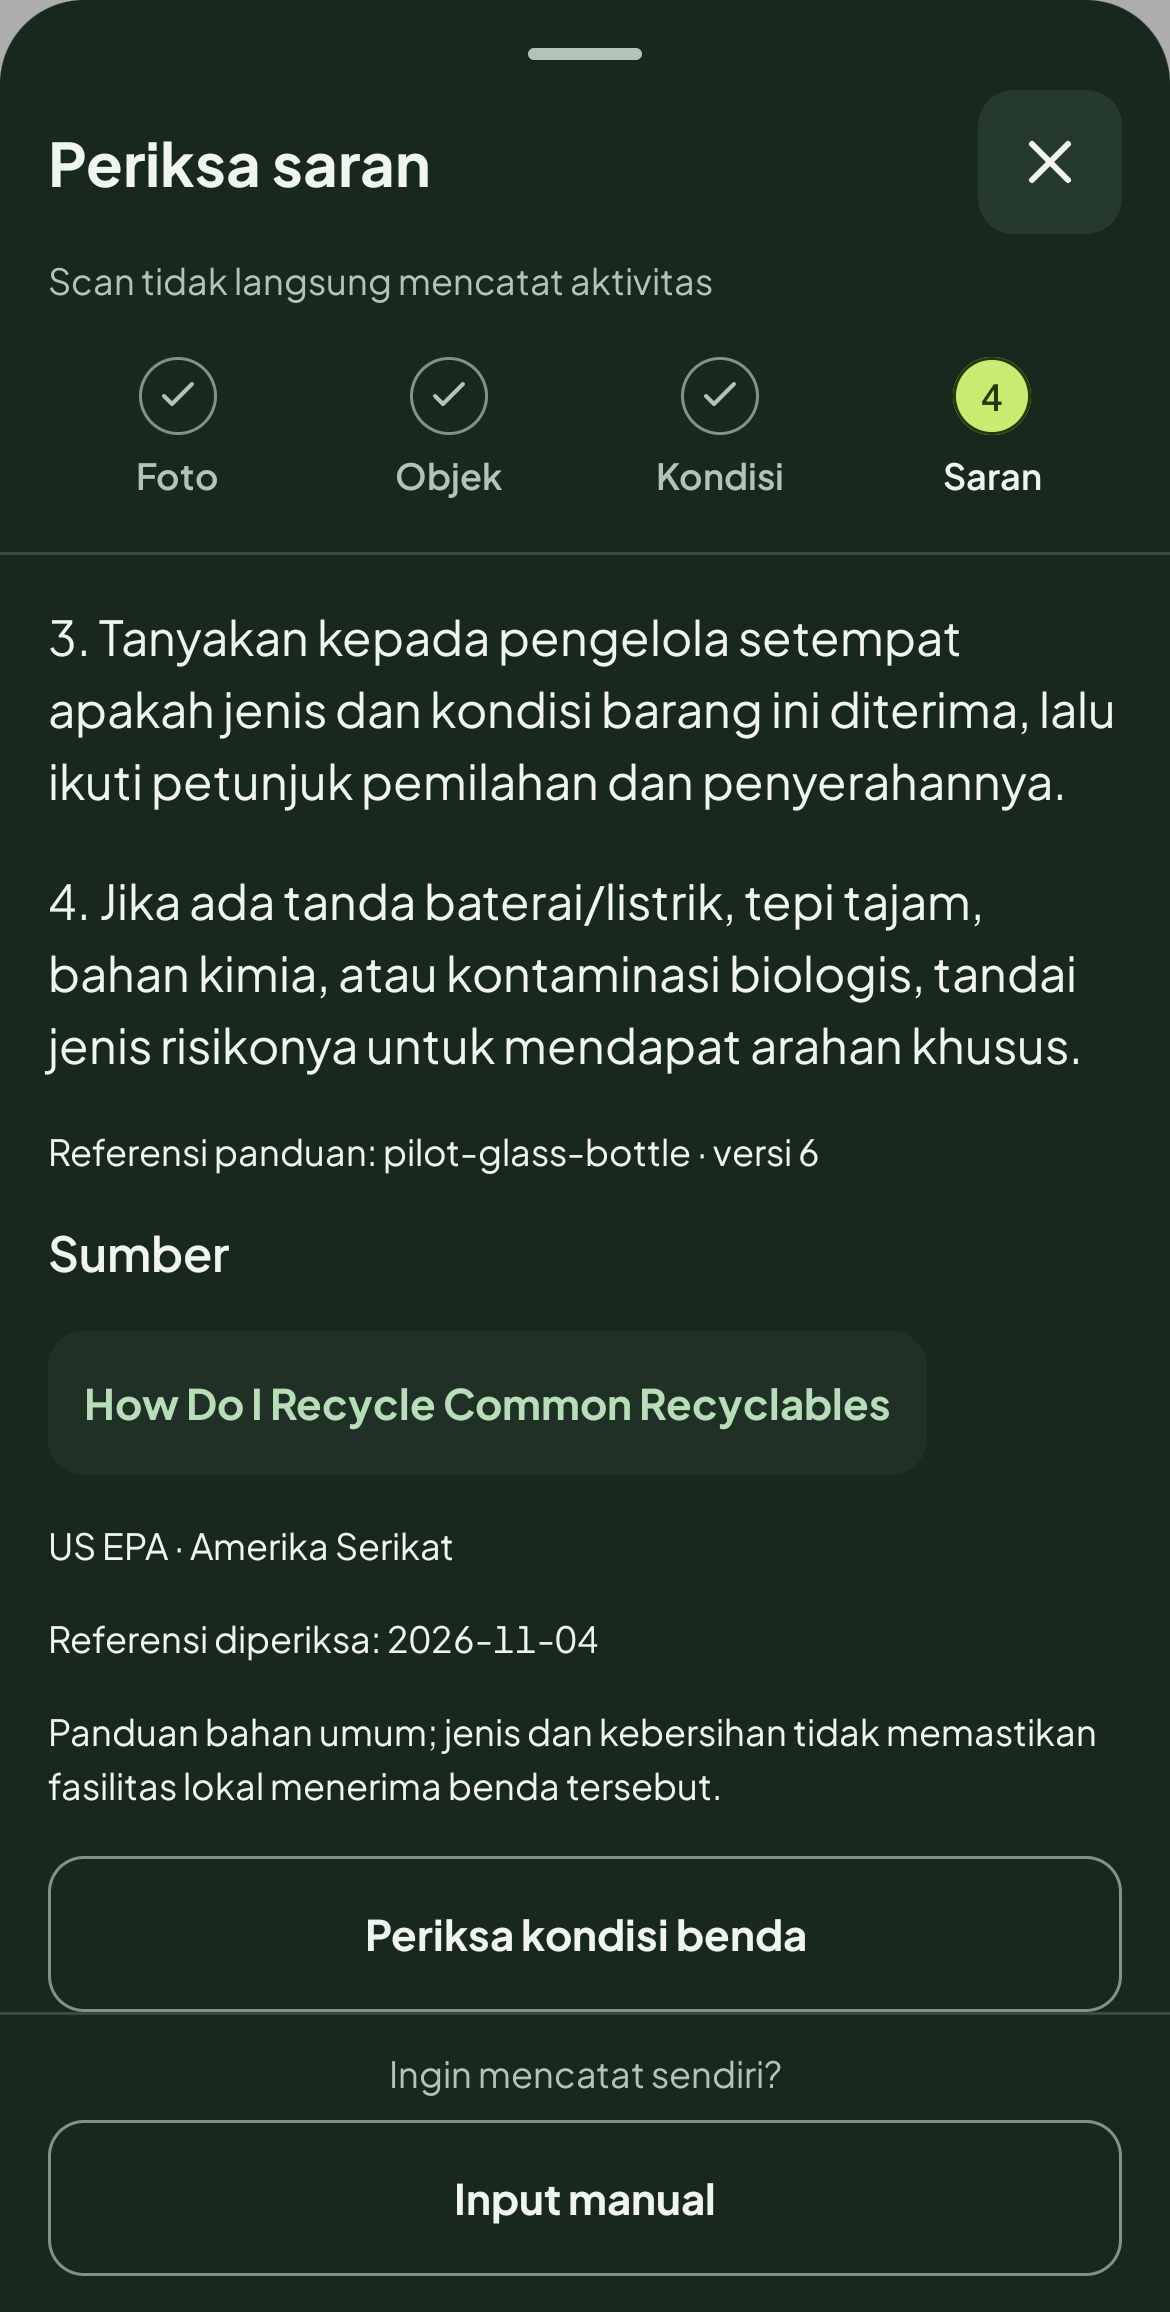 Periksa saran
Scan tidak langsung mencatat aktivitas
4
Foto
Objek
Kondisi
Saran
3. Tanyakan kepada pengelola setempat
apakah jenis dan kondisi barang ini diterima, lalu
ikuti petunjuk pemilahan dan penyerahannya.
4. Jika ada tanda baterai/listrik, tepi tajam,
bahan kimia, atau kontaminasi biologis, tandai
jenis risikonya untuk mendapat arahan khusus.
Referensi panduan: pilot-glass-bottle · versi 6
Sumber
How Do I Recycle Common Recyclables
US EPA · Amerika Serikat
Referensi diperiksa: 2026-11-04
Panduan bahan umum; jenis dan kebersihan tidak memastikan
fasilitas lokal menerima benda tersebut.
Periksa kondisi benda
Ingin mencatat sendiri?
Input manual